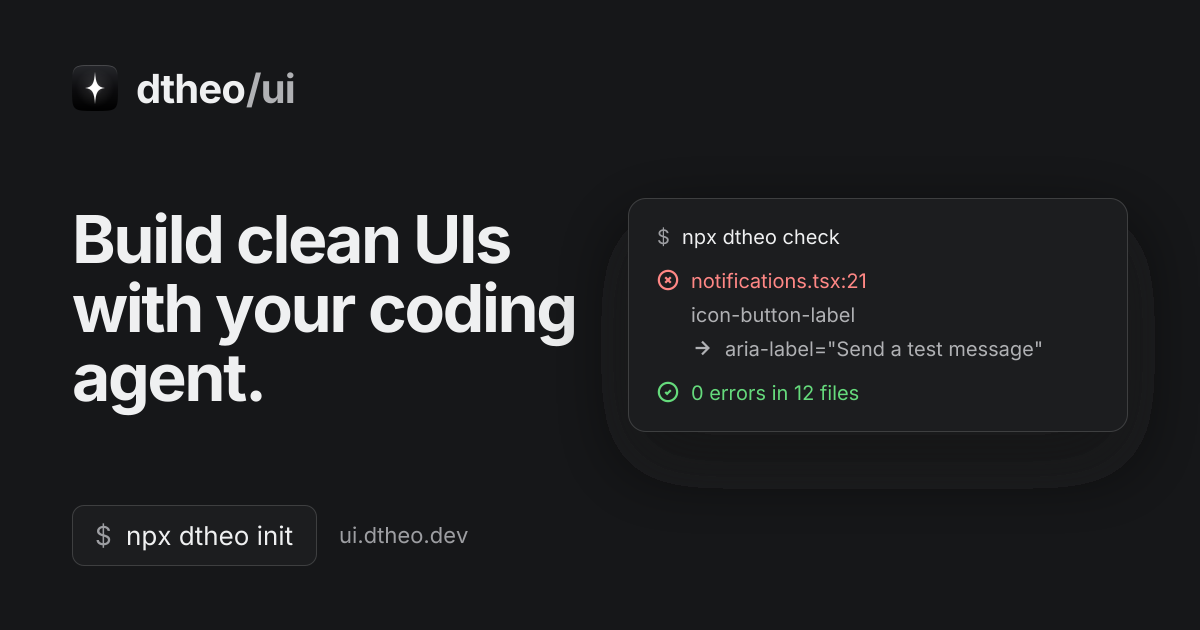 dtheo/ui
Build clean UIs
with your coding
agent.
$ npx dtheo check
notifications.tsx:21
icon-button-label
→ aria-label="Send a test message"
0 errors in 12 files
$ npx dtheo init
ui.dtheo.dev